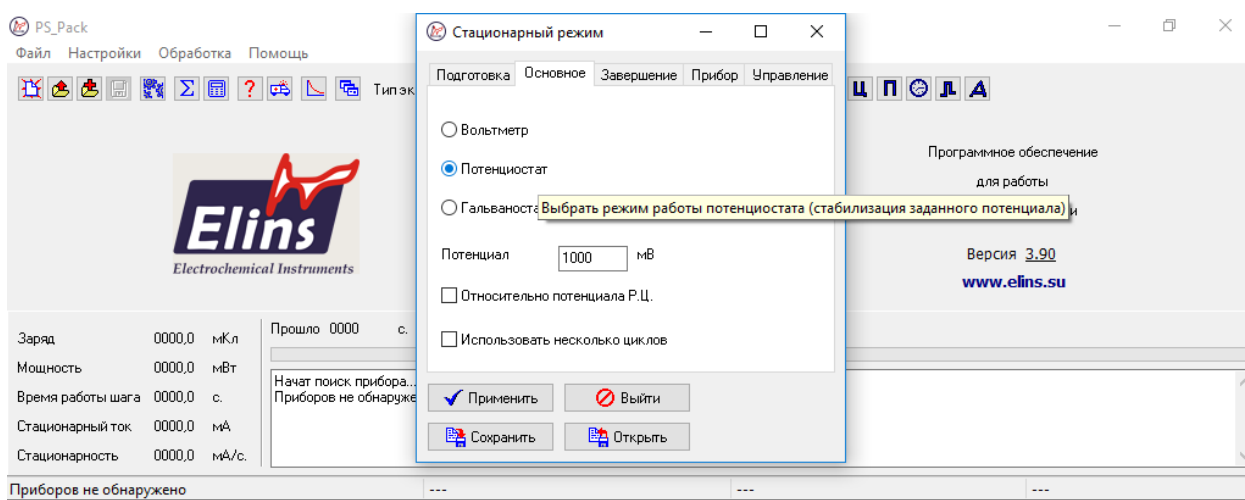 PS_Pack
Файл Настройки Обработка Помощь
Тип эк
Ц П Л Д
Elins
Electrochemical Instruments
Программное обеспечение
для работы
и
Версия 3.90
www.elins.su
Стационарный режим
Подготовка Основное Завершение Прибор Управление
Вольтметр
Потенциостат
Гальваноста
Выбрать режим работы потенциостата (стабилизация заданного потенциала)
Потенциал 1000 мВ
Относительно потенциала Р.Ц.
Использовать несколько циклов
Применить Выйти
Сохранить Открыть
Заряд 0000,0 мКл
Мощность 0000,0 мВт
Время работы шага 0000,0 с.
Стационарный ток 0000,0 мА
Стационарность 0000,0 мА/с.
Прошло 0000 с.
Начат поиск прибора...
Приборов не обнаруже
Приборов не обнаружено --- --- ---